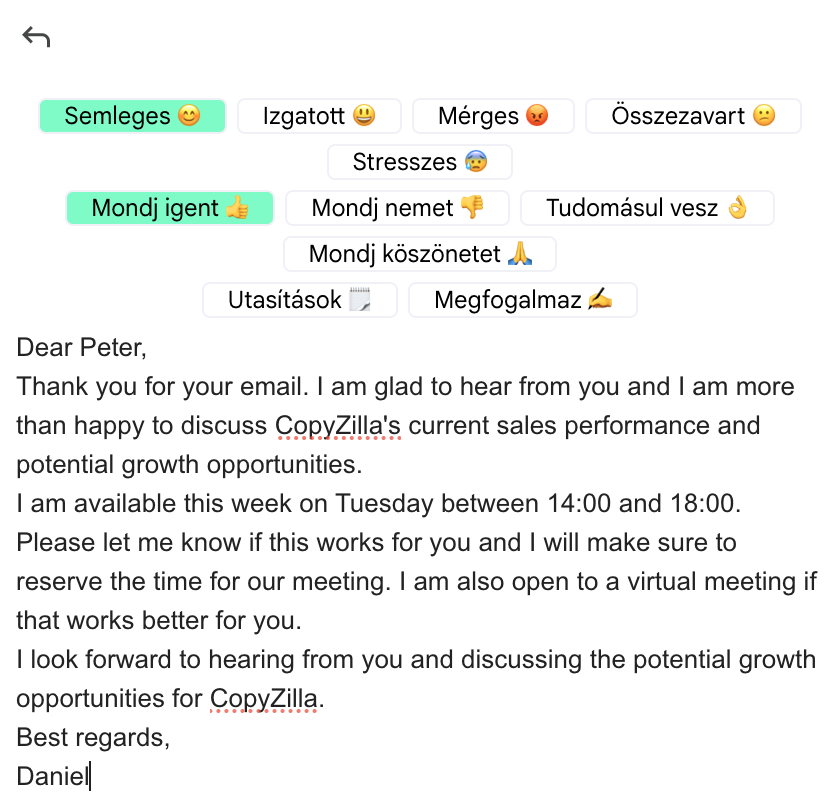 Semleges 😊 Izgatott 😃 Mérges 😡 Összezavart 😕
Stresszes 😰
Mondj igent 👍 Mondj nemet 👎 Tudomásul vesz 👌
Mondj köszönetet 🙏
Utasítások 🗒️ Megfogalmaz ✍️
Dear Peter,
Thank you for your email. I am glad to hear from you and I am more
than happy to discuss CopyZilla's current sales performance and
potential growth opportunities.
I am available this week on Tuesday between 14:00 and 18:00.
Please let me know if this works for you and I will make sure to
reserve the time for our meeting. I am also open to a virtual meeting if
that works better for you.
I look forward to hearing from you and discussing the potential growth
opportunities for CopyZilla.
Best regards,
Daniel